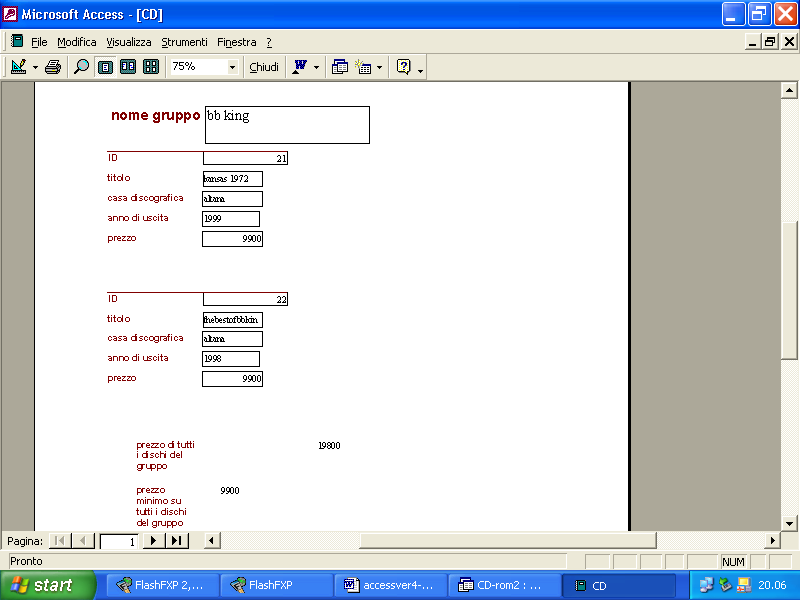 Microsoft Access - [CD]
File Modifica Visualizza Strumenti Finestra ?
75% Chiudi
nome gruppo bb king
ID 21
titolo kansas 1972
casa discografica altana
anno di uscita 1999
prezzo 9900
ID 22
titolo thebestofbbkin
casa discografica altana
anno di uscita 1998
prezzo 9900
prezzo di tutti 19800
i dischi del
gruppo
prezzo 9900
minimo su
tutti i dischi
del gruppo
Pagina: 1
Pronto NUM
start FlashFXP 2,... FlashFXP accessver4-... CD-rom2 : ... CD 20.06